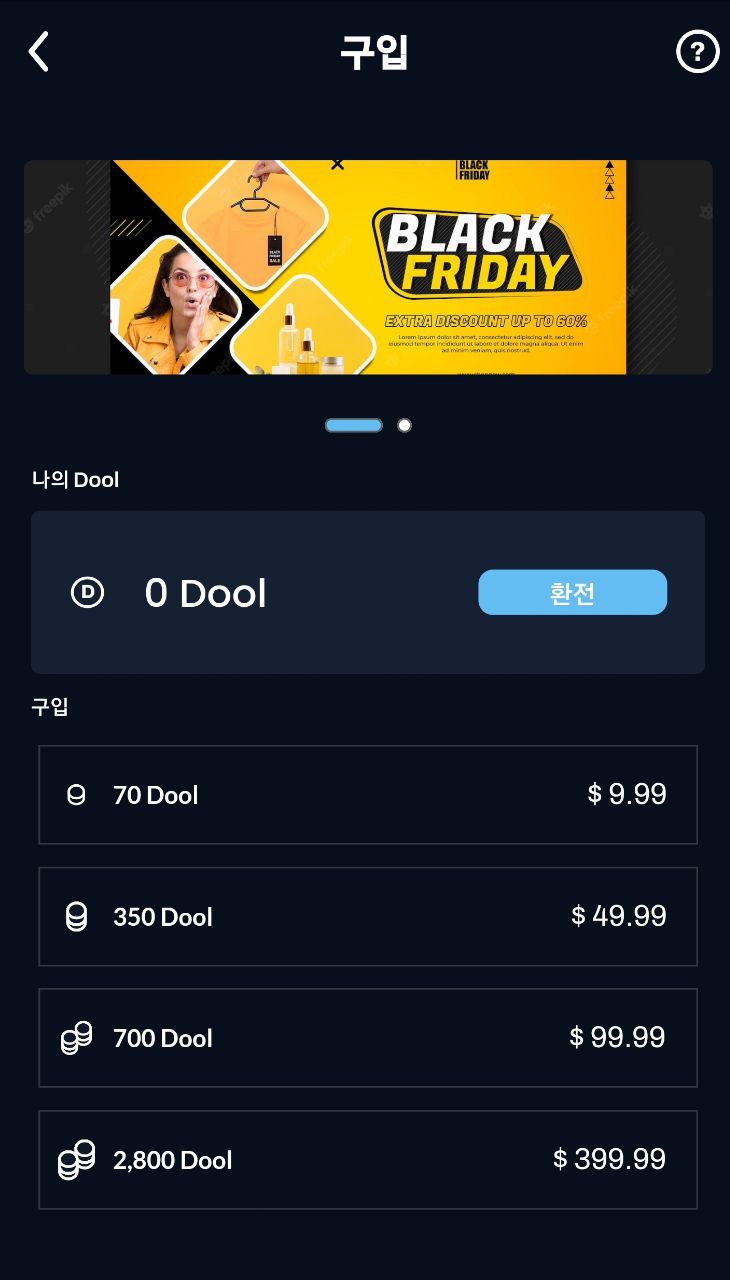 구입
?
BLACK
FRIDAY
BLACK
FRIDAY
EXTRA DISCOUNT UP TO 60%
Lorem ipsum dolor sit amet, consectetur adipiscing elit, sed do
eiusmod tempor incididunt ut labore et dolore magna aliqua. Ut enim
ad minim veniam, quis nostrud.
BLACK
FRIDAY
SALE
freepik
나의 Dool
D
0 Dool
환전
구입
70 Dool
$ 9.99
350 Dool
$ 49.99
700 Dool
$ 99.99
2,800 Dool
$ 399.99